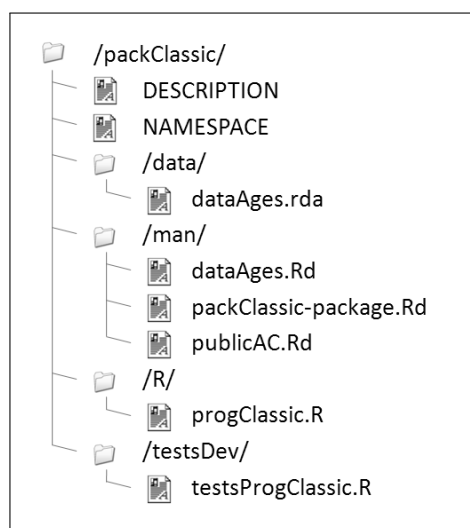 /packClassic/
DESCRIPTION
NAMESPACE
/data/
dataAges.rda
/man/
dataAges.Rd
packClassic-package.Rd
publicAC.Rd
/R/
progClassic.R
/testsDev/
testsProgClassic.R